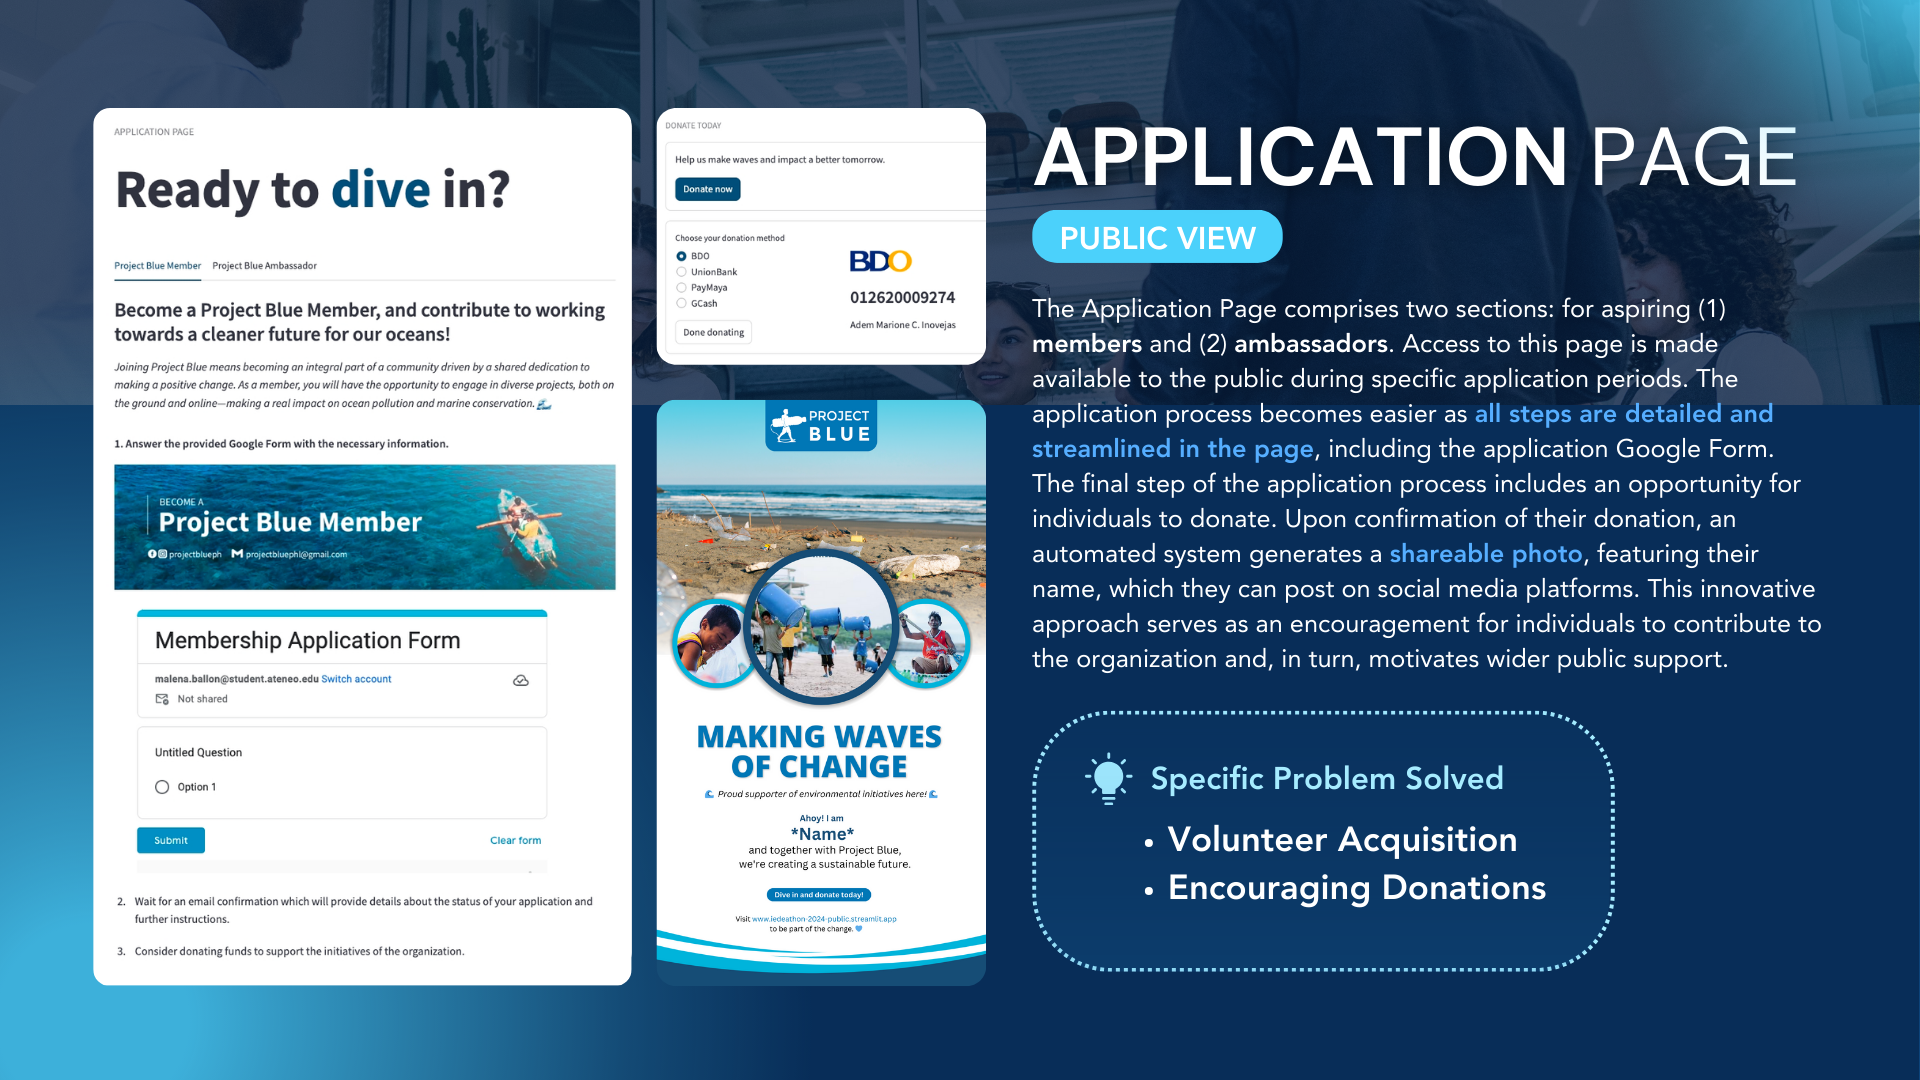 APPLICATION PAGE
Ready to dive in?
Project Blue Member Project Blue Ambassador
Become a Project Blue Member, and contribute to working
towards a cleaner future for our oceans!
Joining Project Blue means becoming an integral part of a community driven by a shared dedication to
making a positive change. As a member, you will have the opportunity to engage in diverse projects, both on
the ground and online—making a real impact on ocean pollution and marine conservation. 🌊
1. Answer the provided Google Form with the necessary information.
BECOME A
Project Blue Member
projectblueph projectbluephl@gmail.com
Membership Application Form
malena.ballon@student.ateneo.edu Switch account
Not shared
Untitled Question
Option 1
Submit Clear form
2. Wait for an email confirmation which will provide details about the status of your application and
further instructions.
3. Consider donating funds to support the initiatives of the organization.
DONATE TODAY
Help us make waves and impact a better tomorrow.
Donate now
Choose your donation method
BDO
UnionBank
PayMaya
GCash
Done donating
BDO
012620009274
Adem Marione C. Inovejas
PROJECT
BLUE
MAKING WAVES
OF CHANGE
🌊 Proud supporter of environmental initiatives here! 🌊
Ahoy! I am
*Name*
and together with Project Blue,
we're creating a sustainable future.
Dive in and donate today!
Visit www.iedeathon-2024-public.streamlit.app
to be part of the change. 💙
APPLICATION PAGE
PUBLIC VIEW
The Application Page comprises two sections: for aspiring (1)
members and (2) ambassadors. Access to this page is made
available to the public during specific application periods. The
application process becomes easier as all steps are detailed and
streamlined in the page, including the application Google Form.
The final step of the application process includes an opportunity for
individuals to donate. Upon confirmation of their donation, an
automated system generates a shareable photo, featuring their
name, which they can post on social media platforms. This innovative
approach serves as an encouragement for individuals to contribute to
the organization and, in turn, motivates wider public support.
Specific Problem Solved
• Volunteer Acquisition
• Encouraging Donations